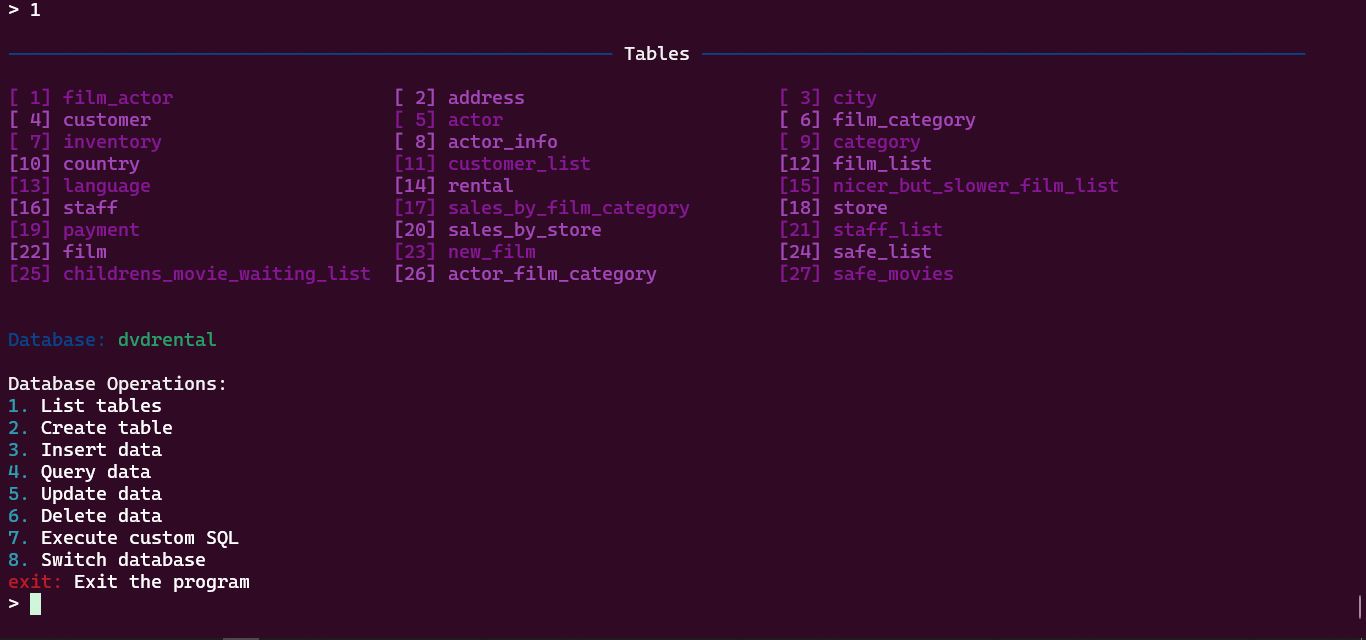 > 1
Tables
[ 1] film_actor [ 2] address [ 3] city
[ 4] customer [ 5] actor [ 6] film_category
[ 7] inventory [ 8] actor_info [ 9] category
[10] country [11] customer_list [12] film_list
[13] language [14] rental [15] nicer_but_slower_film_list
[16] staff [17] sales_by_film_category [18] store
[19] payment [20] sales_by_store [21] staff_list
[22] film [23] new_film [24] safe_list
[25] childrens_movie_waiting_list [26] actor_film_category [27] safe_movies
Database: dvdrental
Database Operations:
1. List tables
2. Create table
3. Insert data
4. Query data
5. Update data
6. Delete data
7. Execute custom SQL
8. Switch database
exit: Exit the program
>